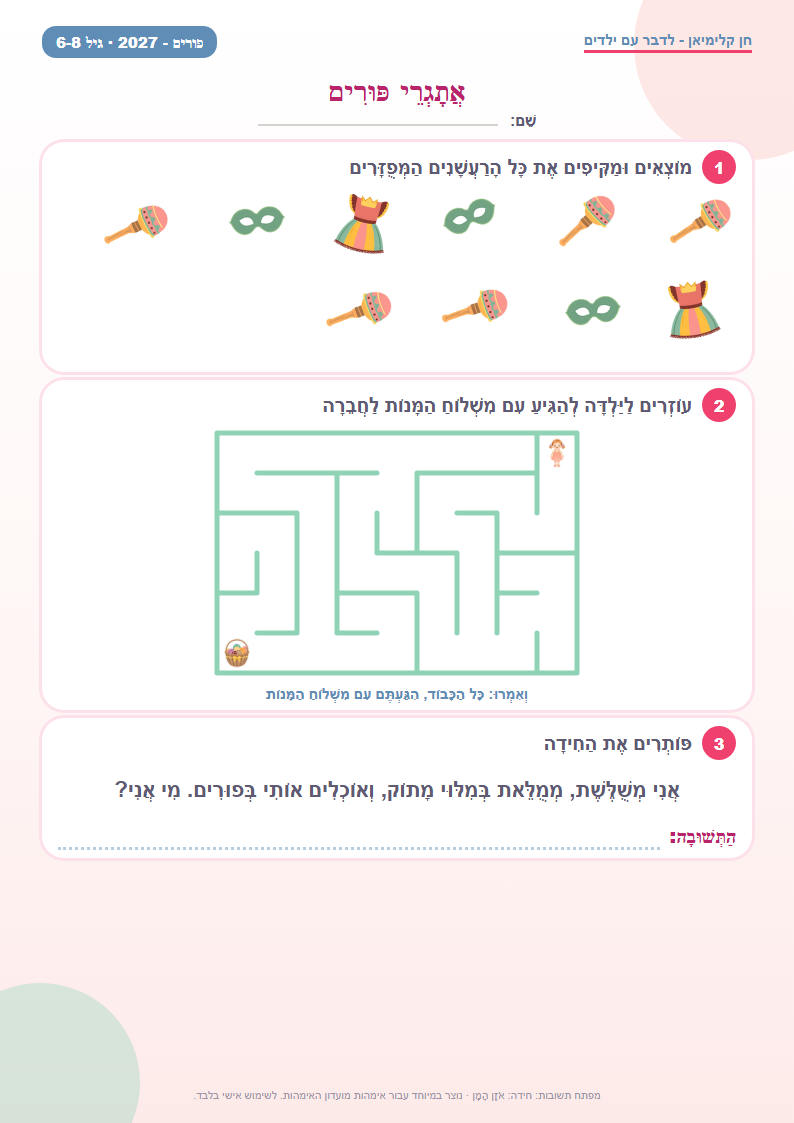 חן קלימיאן - לדבר עם ילדים
פורים - 2027 · גיל 6-8
אֶתְגְּרֵי פּוּרִים
שֵׁם:
1
מוֹצְאִים וּמַקִּיפִים אֶת כָּל הָרַעֲשָׁנִים הַמְּפֻזָּרִים
2
עוֹזְרִים לַיַּלְדָּה לְהַגִּיעַ עִם מִשְׁלוֹחַ הַמָּנוֹת לַחֲבֵרָה
וְאִמְרוּ: כָּל הַכָּבוֹד, הִגַּעְתֶּם עִם מִשְׁלוֹחַ הַמָּנוֹת
3
פּוֹתְרִים אֶת הַחִידָה
אֲנִי מְשֻׁלֶּשֶׁת, מְמֻלֵּאת בְּמִלּוּי מָתוֹק, וְאוֹכְלִים אוֹתִי בְּפוּרִים. מִי אֲנִי?
הַתְּשׁוּבָה:
מפתח תשובות: חידה: אֹזֶן הָמָן · נוצר במיוחד עבור אימהות מועדון האימהות. לשימוש אישי בלבד.